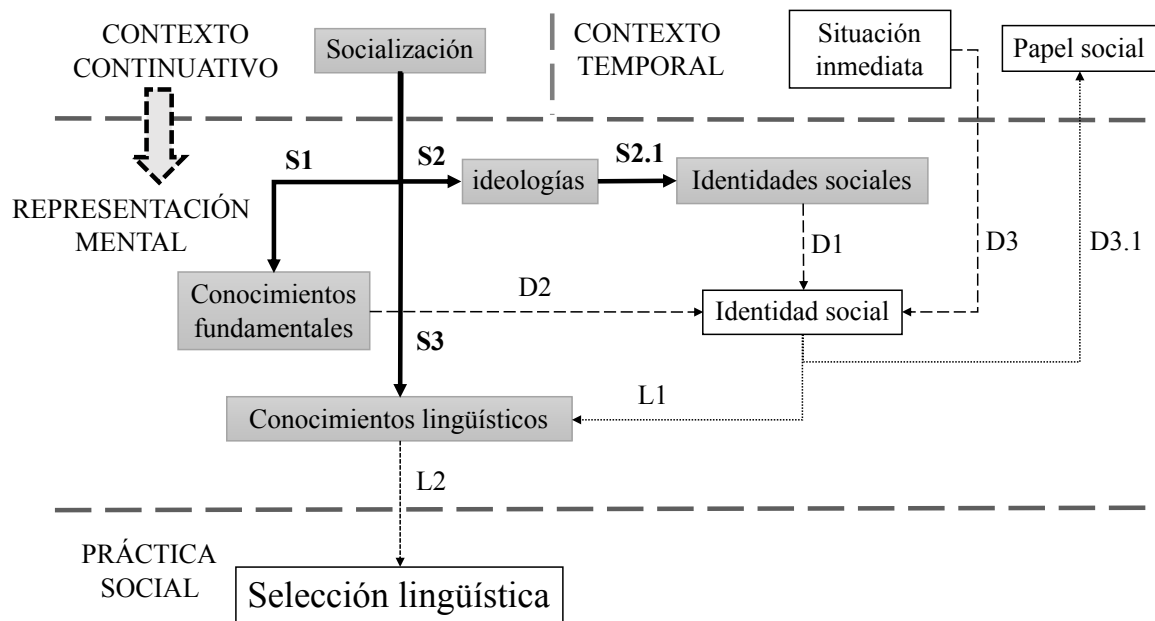 CONTEXTO
CONTINUATIVO
Socialización
CONTEXTO
TEMPORAL
Situación
inmediata
Papel social
S1
S2
S2.1
ideologías
Identidades sociales
REPRESENTACIÓN
MENTAL
D1
D3
D3.1
Conocimientos
fundamentales
D2
Identidad social
S3
L1
Conocimientos lingüísticos
L2
PRÁCTICA
SOCIAL
Selección lingüística